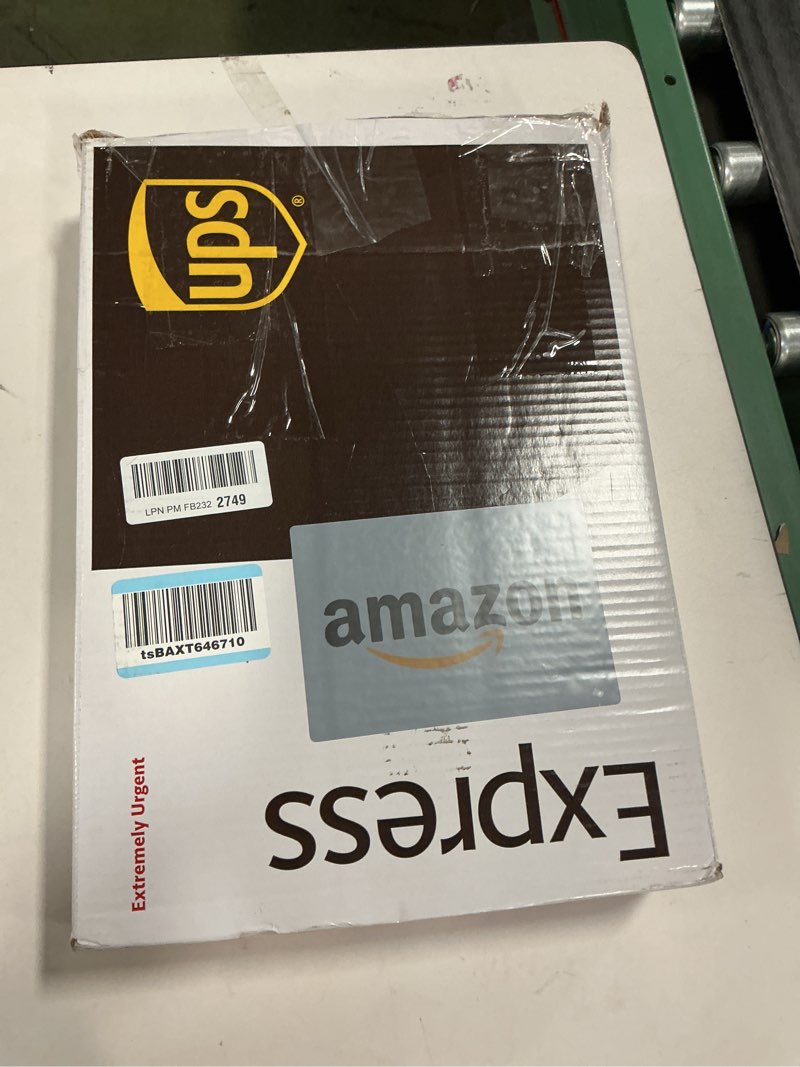 ups®
LPN PM FB232 2749
tsBAXT646710
amazon
Extremely Urgent
Express